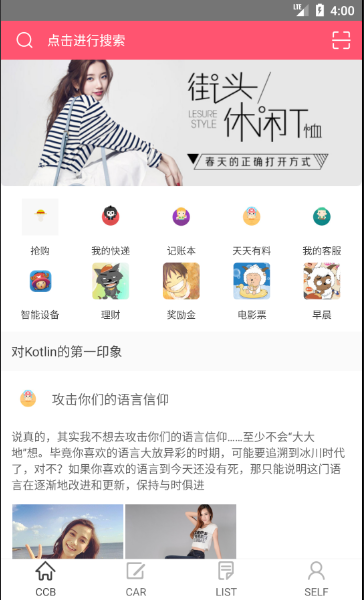 LTE 4:00
点击进行搜索
街头/
LESURE
STYLE
休闲T恤
春天的正确打开方式
抢购 我的快递 记账本 天天有料 我的客服
智能设备 理财 奖励金 电影票 早晨
对Kotlin的第一印象
攻击你们的语言信仰
说真的，其实我不想去攻击你们的语言信仰……至少不会“大大
地”想。毕竟你喜欢的语言大放异彩的时期，可能要追溯到冰川时代
了，对不？如果你喜欢的语言到今天还没有死，那只能说明这门语
言在逐渐地改进和更新，保持与时俱进
CCB CAR LIST SELF